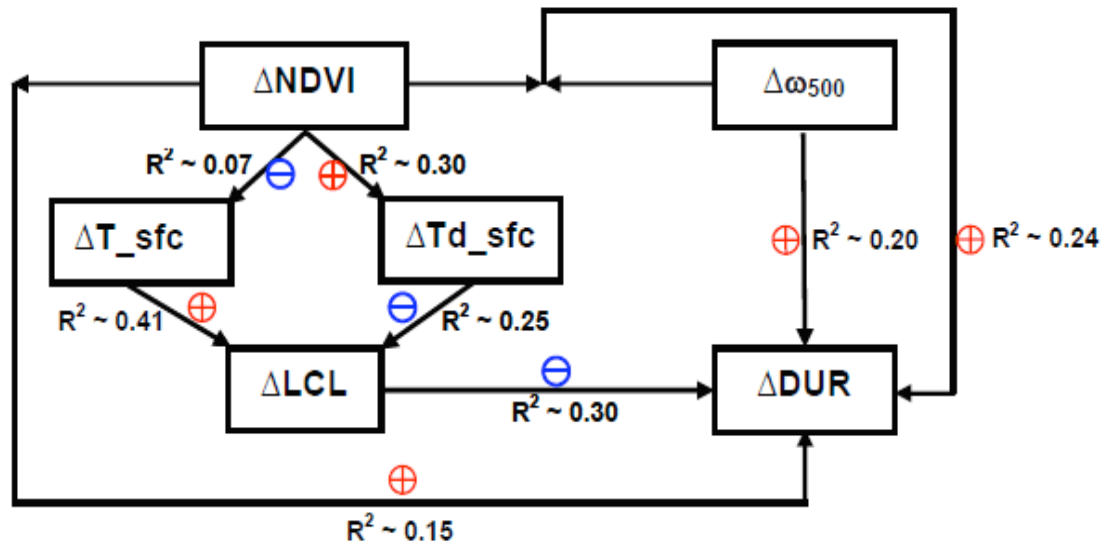 ΔNDVI
Δω₅₀₀
R² ~ 0.07
⊖
⊕
R² ~ 0.30
ΔT_sfc
ΔTd_sfc
⊕
R² ~ 0.20
⊕
R² ~ 0.24
R² ~ 0.41
⊕
⊖
R² ~ 0.25
ΔLCL
⊖
R² ~ 0.30
ΔDUR
⊕
R² ~ 0.15